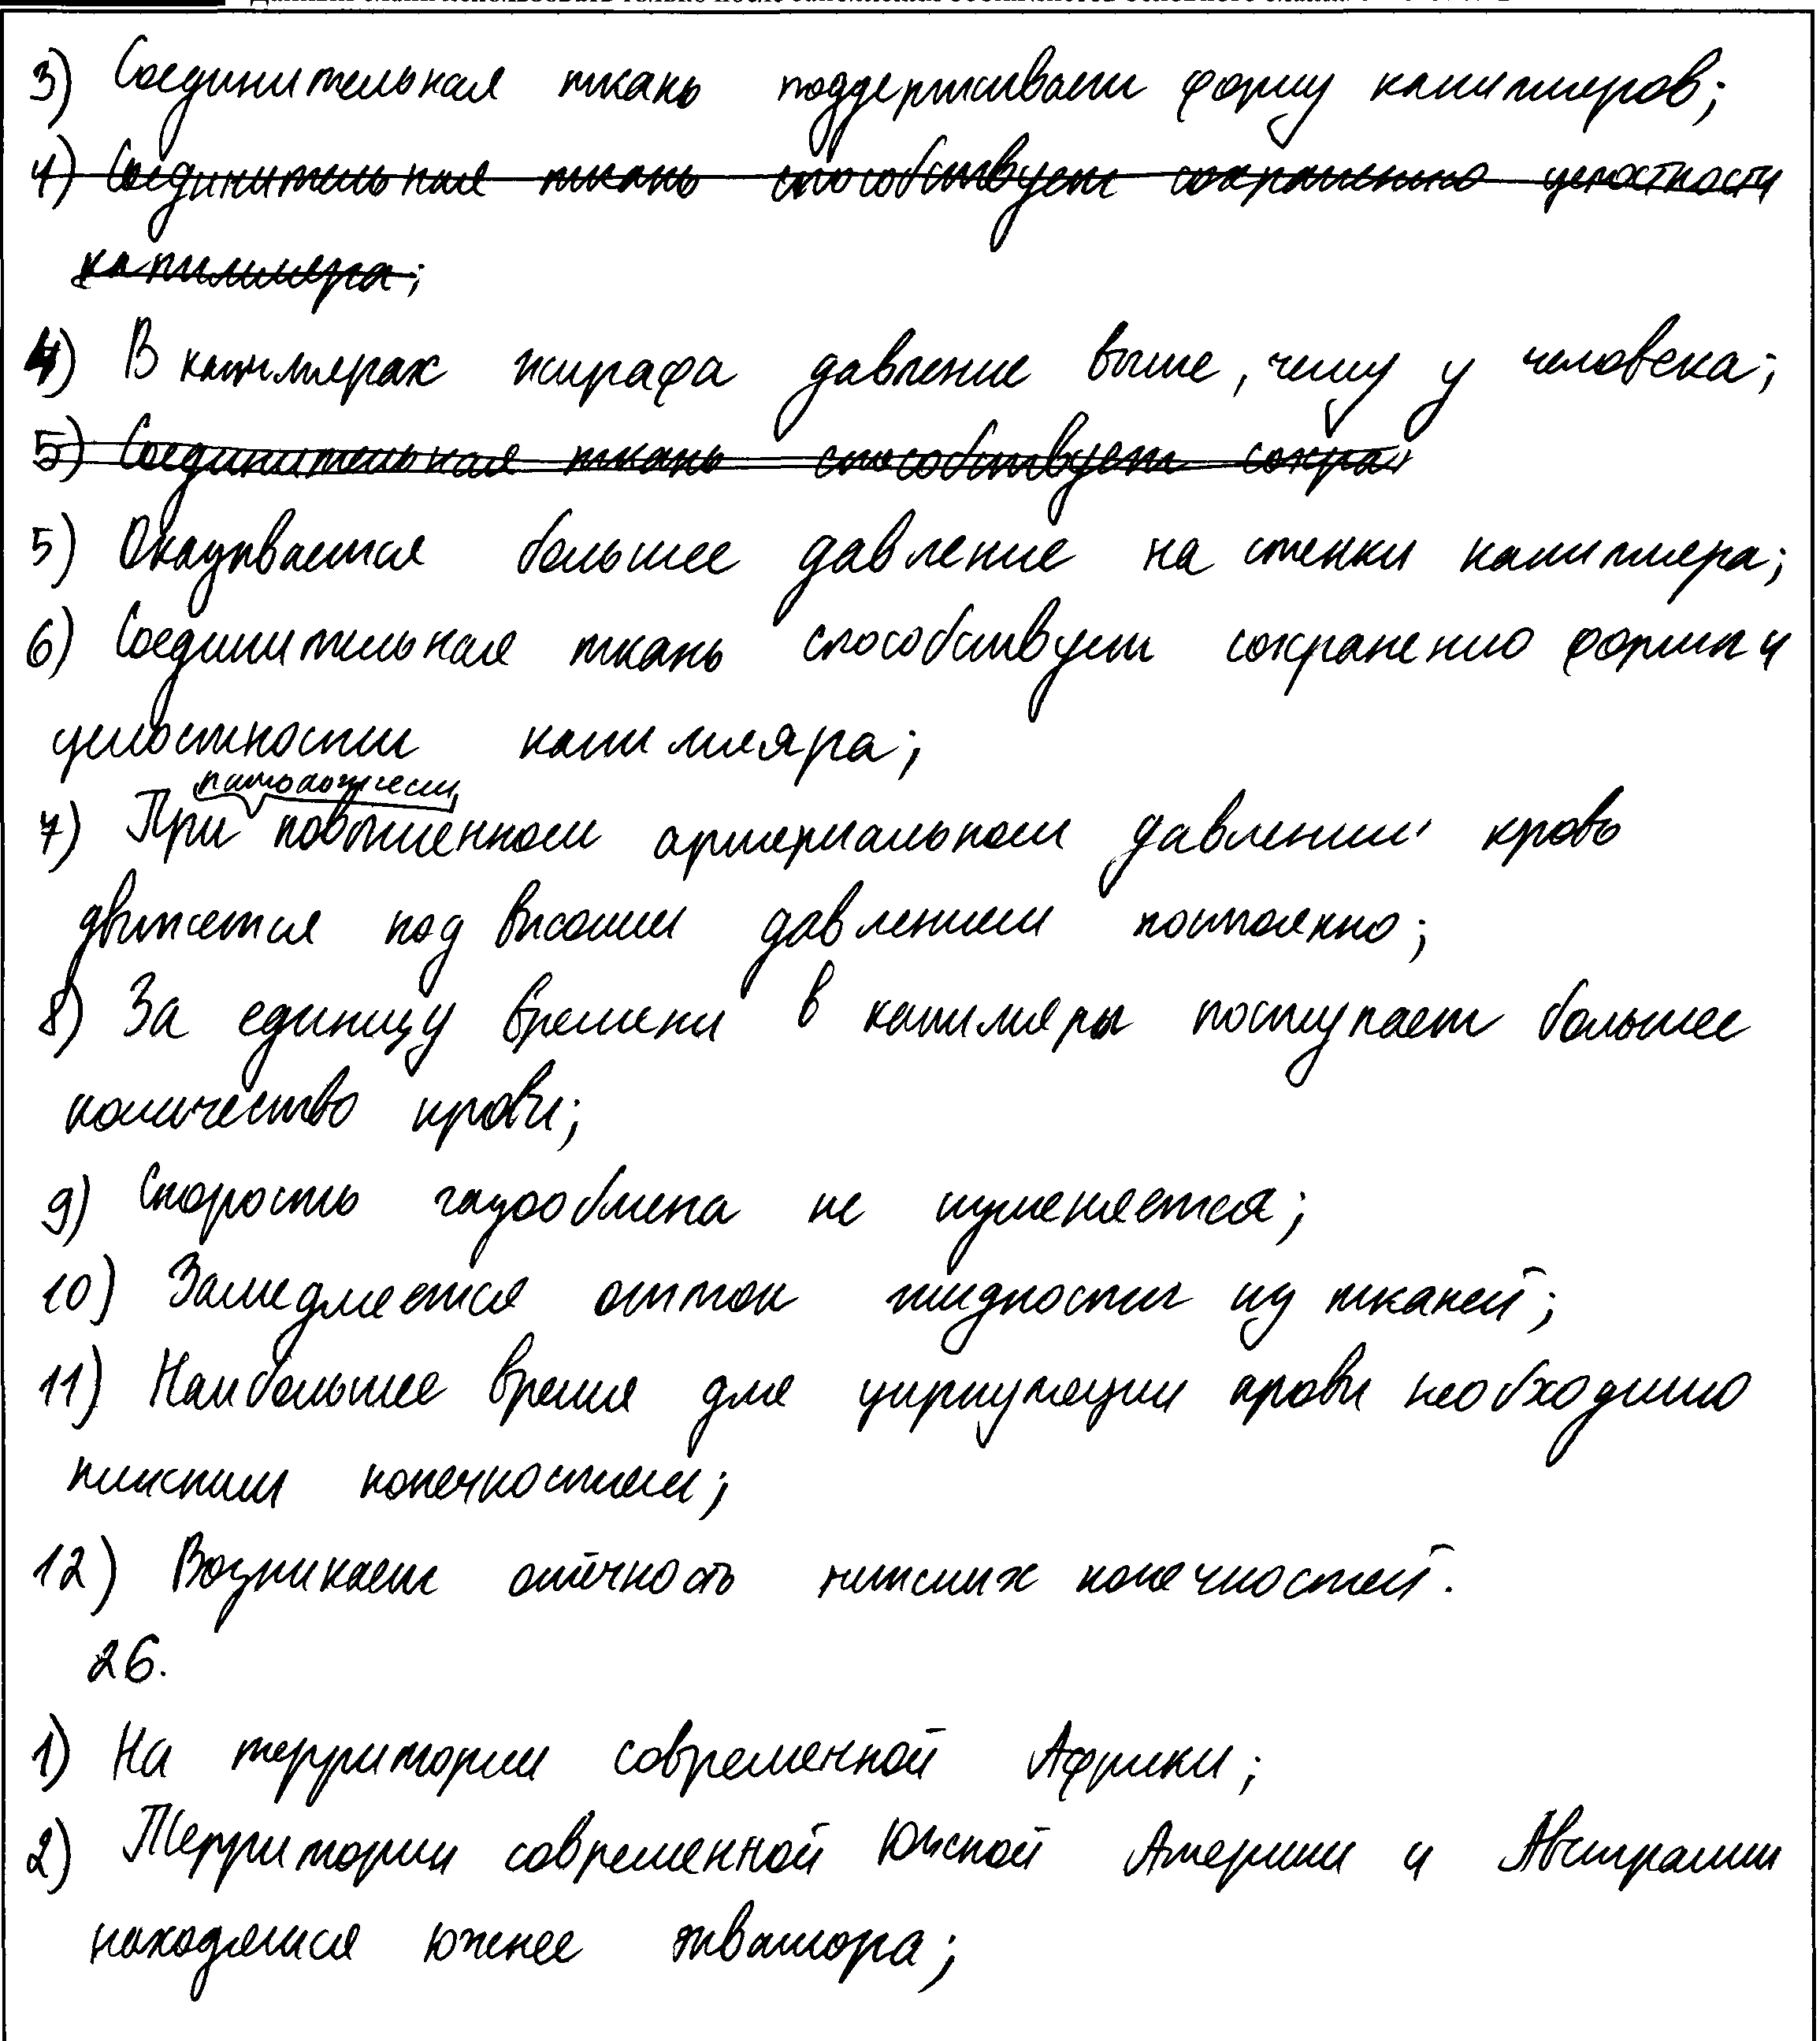 3) Соединительная ткань поддерживает форму капилляров;
4) Соединительная ткань способствует сохранению целостности
капилляра;
4) В капиллерах жирафа давление выше, чему у человека;
5) Соединительная ткань способствует сохра
5) Оказывается большее давление на стенки капилляра;
6) Соединительная ткань способствует сохранению формы и
целостности капилляра;
патологически
7) При повышенном артериальном давлении кровь
движется под высоким давлением постоянно;
8) За единицу времени в капилляры поступает большее
количество крови;
9) Скорость газообмена не изменяется;
10) Замедляется отток жидкости из тканей;
11) Наибольшее время для циркуляции крови необходимо
нижним конечностям;
12) Возникает отёчность нижних конечностей.
26.
1) На территории современной Африки;
2) Территории современной Южной Америки и Австралии
находятся южнее экватора;